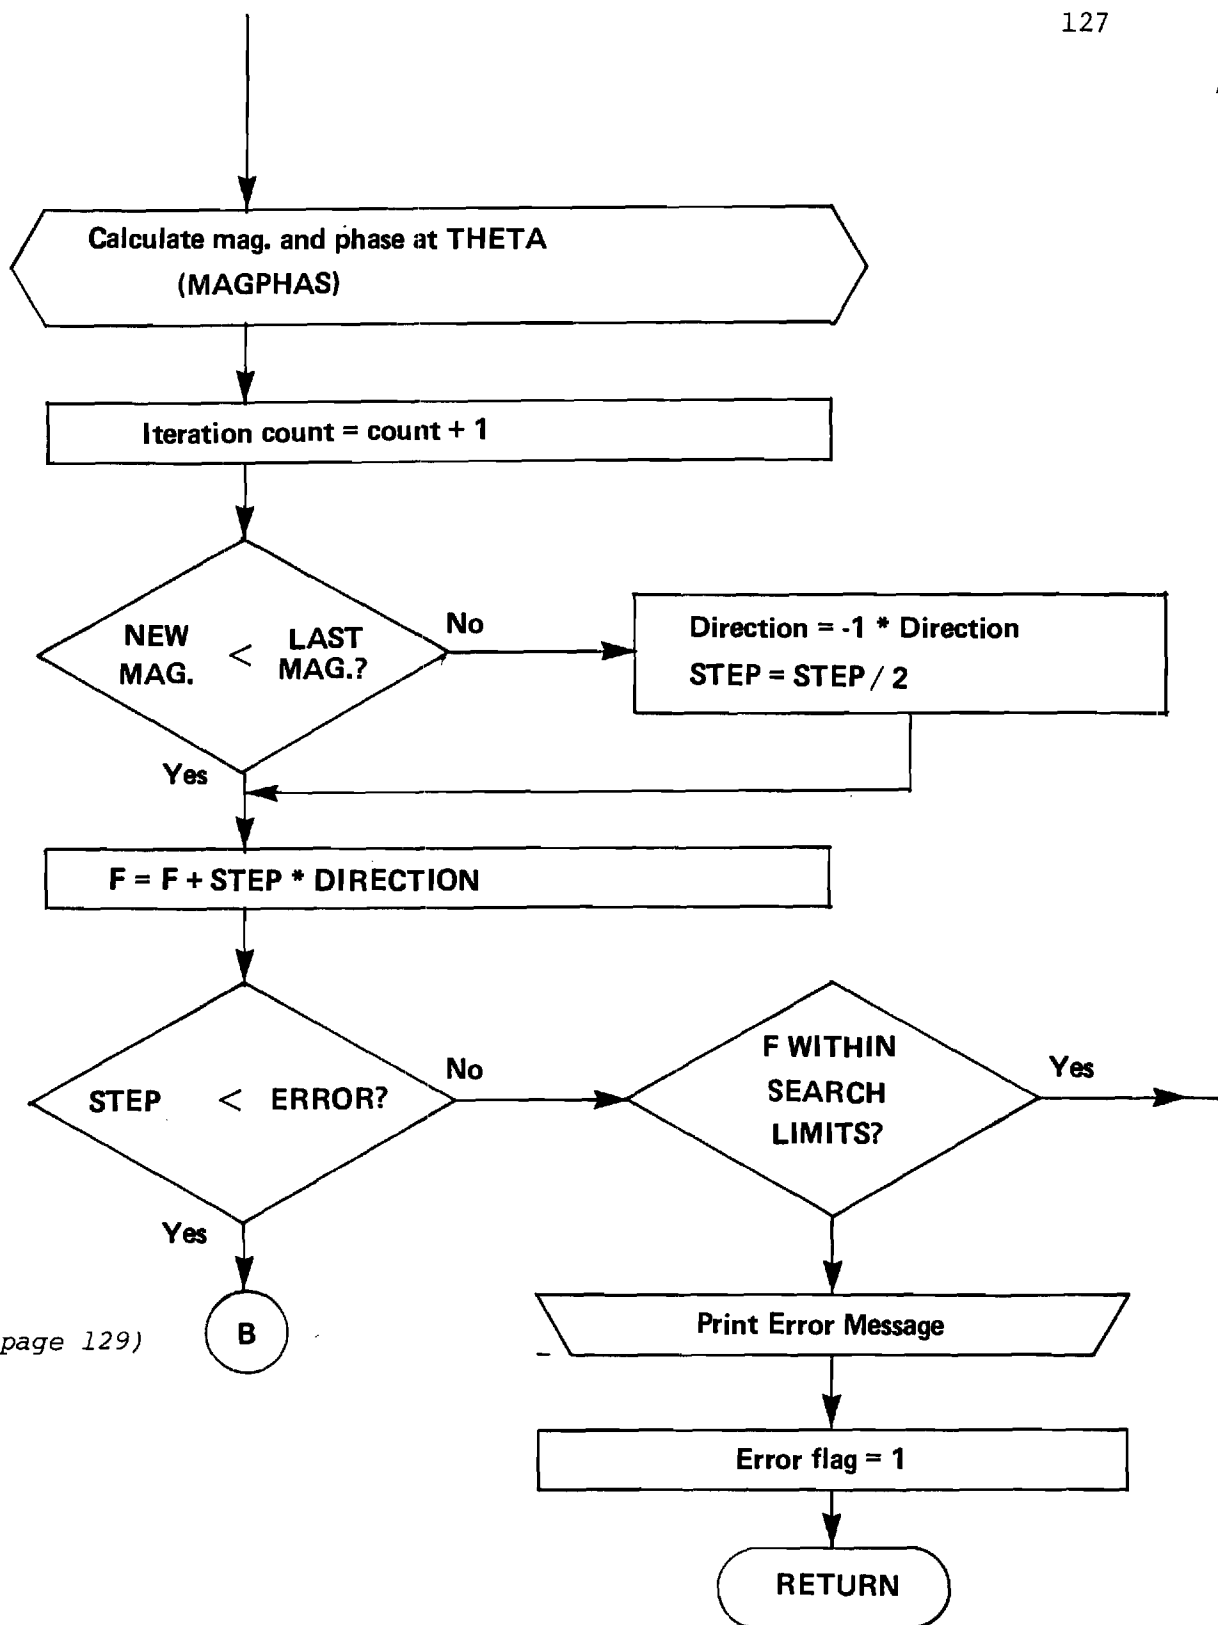 127
Calculate mag. and phase at THETA
(MAGPHAS)
Iteration count = count + 1
NEW MAG. < LAST MAG.?
No
Direction = -1 * Direction
STEP = STEP / 2
Yes
F = F + STEP * DIRECTION
STEP < ERROR?
No
F WITHIN
SEARCH
LIMITS?
Yes
Yes
page 129)
B
Print Error Message
Error flag = 1
RETURN